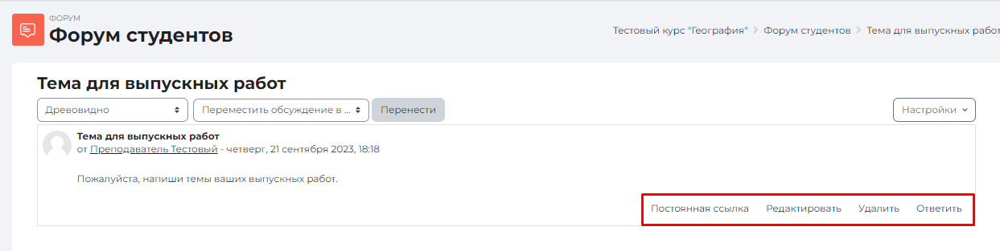 ФОРУМ
Форум студентов
Тестовый курс "География" > Форум студентов > Тема для выпускных работ
Тема для выпускных работ
Древовидно Переместить обсуждение в ... Перенести Настройки
Тема для выпускных работ
от Преподаватель Тестовый - четверг, 21 сентября 2023, 18:18
Пожалуйста, напиши темы ваших выпускных работ.
Постоянная ссылка Редактировать Удалить Ответить